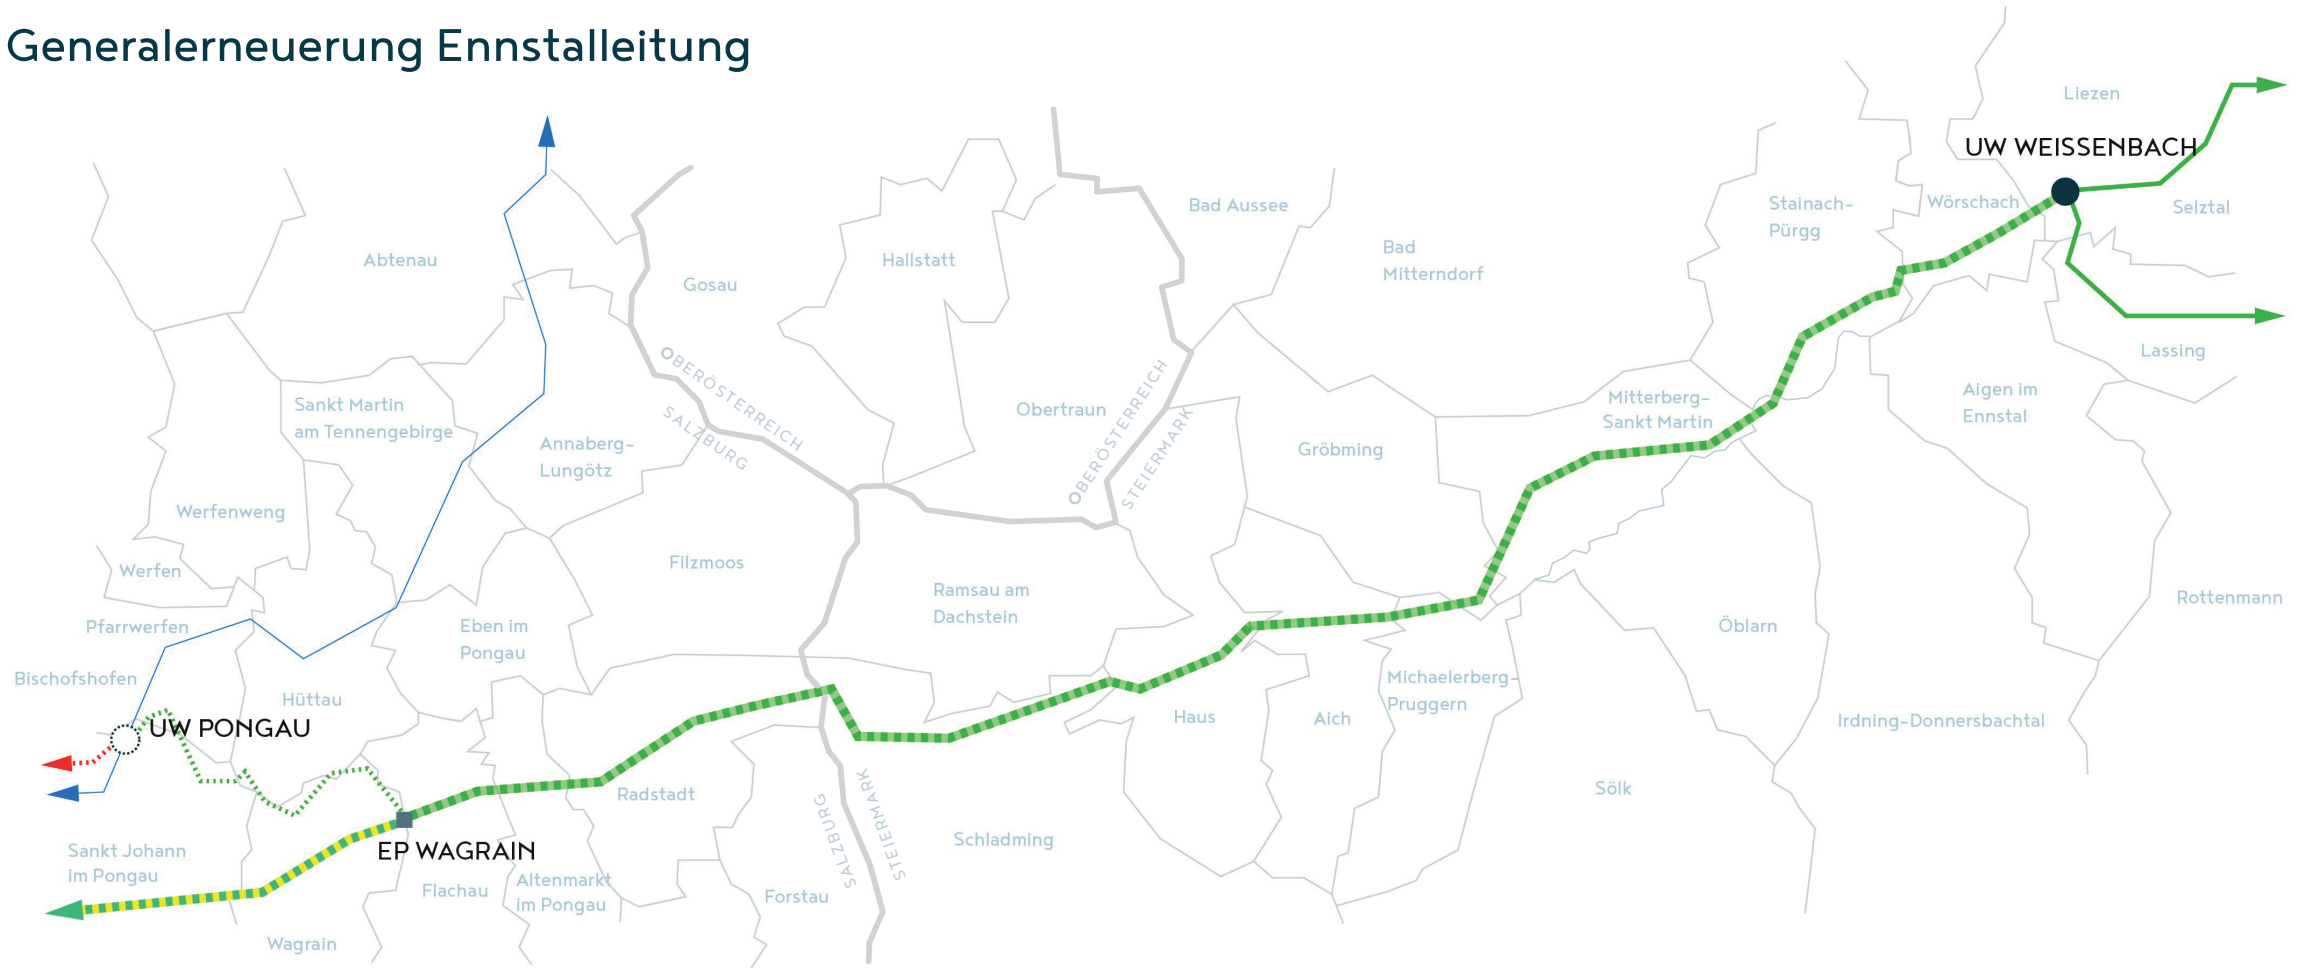 Generalerneuerung Ennstalleitung
Liezen
UW WEISSENBACH
Bad Aussee
Stainach-
Pürgg
Wörschach
Selztal
Abtenau
Gosau
Hallstatt
Bad
Mitterndorf
OBERÖSTERREICH
SALZBURG
OBERÖSTERREICH
STEIERMARK
Lassing
Sankt Martin
am Tennengebirge
Annaberg-
Lungötz
Obertraun
Gröbming
Mitterberg-
Sankt Martin
Aigen im
Ennstal
Werfenweng
Werfen
Filzmoos
Ramsau am
Dachstein
Rottenmann
Pfarrwerfen
Eben im
Pongau
Öblarn
Bischofshofen
Hüttau
Michaelerberg-
Pruggern
UW PONGAU
Haus
Aich
Irdning-Donnersbachtal
Radstadt
SALZBURG
STEIERMARK
Sölk
Schladming
Sankt Johann
im Pongau
EP WAGRAIN
Flachau
Altenmarkt
im Pongau
Forstau
Wagrain